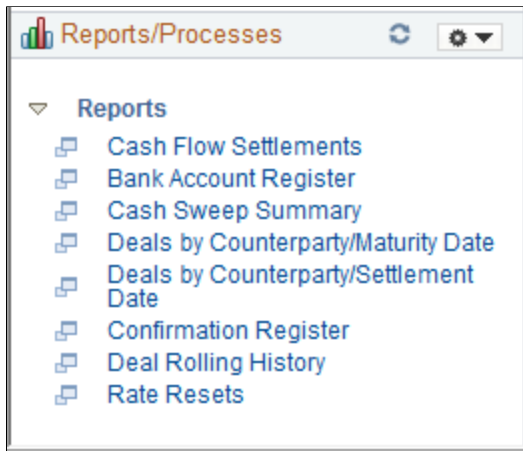 Reports/Processes
Reports
Cash Flow Settlements
Bank Account Register
Cash Sweep Summary
Deals by Counterparty/Maturity Date
Deals by Counterparty/Settlement
Date
Confirmation Register
Deal Rolling History
Rate Resets